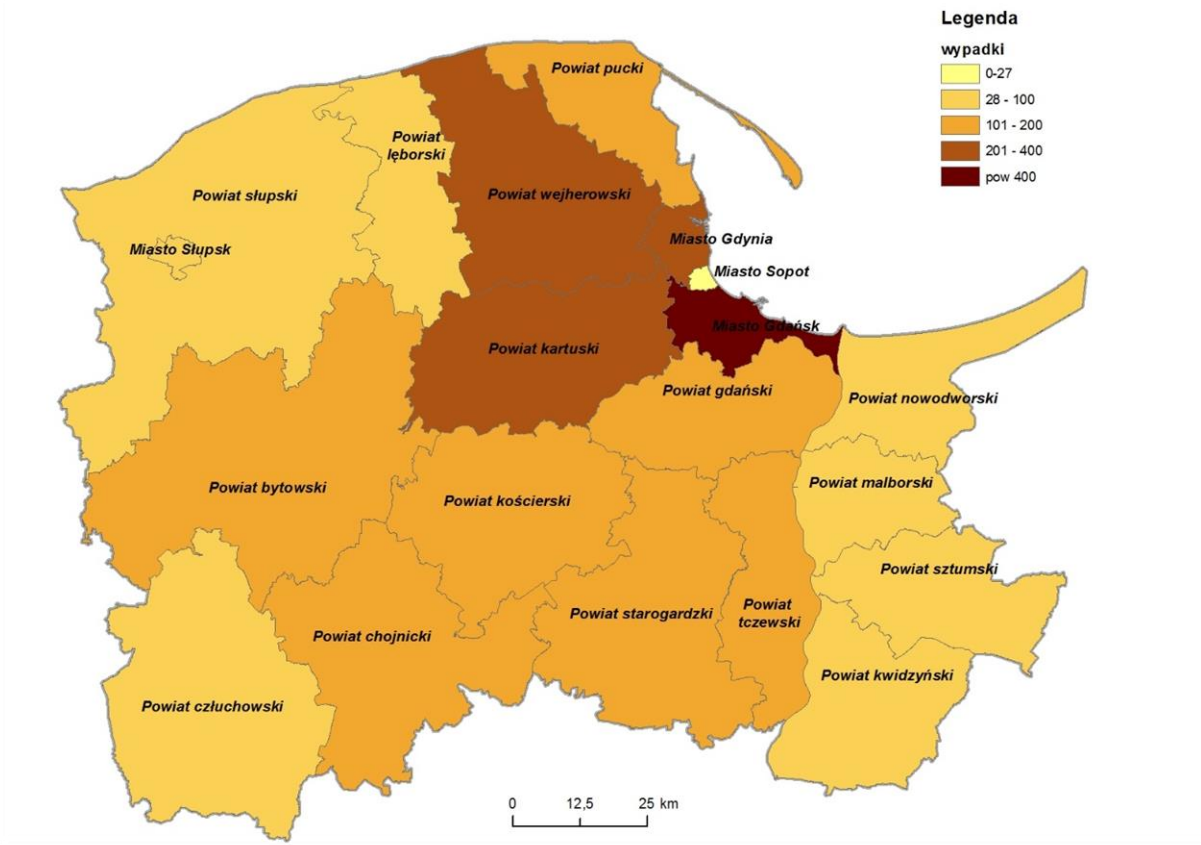 Legenda
wypadki
0-27
28 - 100
101 - 200
201 - 400
pow 400
Powiat pucki
Powiat
lęborski
Powiat słupski
Powiat wejherowski
Miasto Słupsk
Miasto Gdynia
Miasto Sopot
Miasto Gdańsk
Powiat kartuski
Powiat gdański
Powiat nowodworski
Powiat bytowski
Powiat kościerski
Powiat malborski
Powiat sztumski
Powiat chojnicki
Powiat starogardzki
Powiat
tczewski
Powiat kwidzyński
Powiat człuchowski
0 12,5 25 km